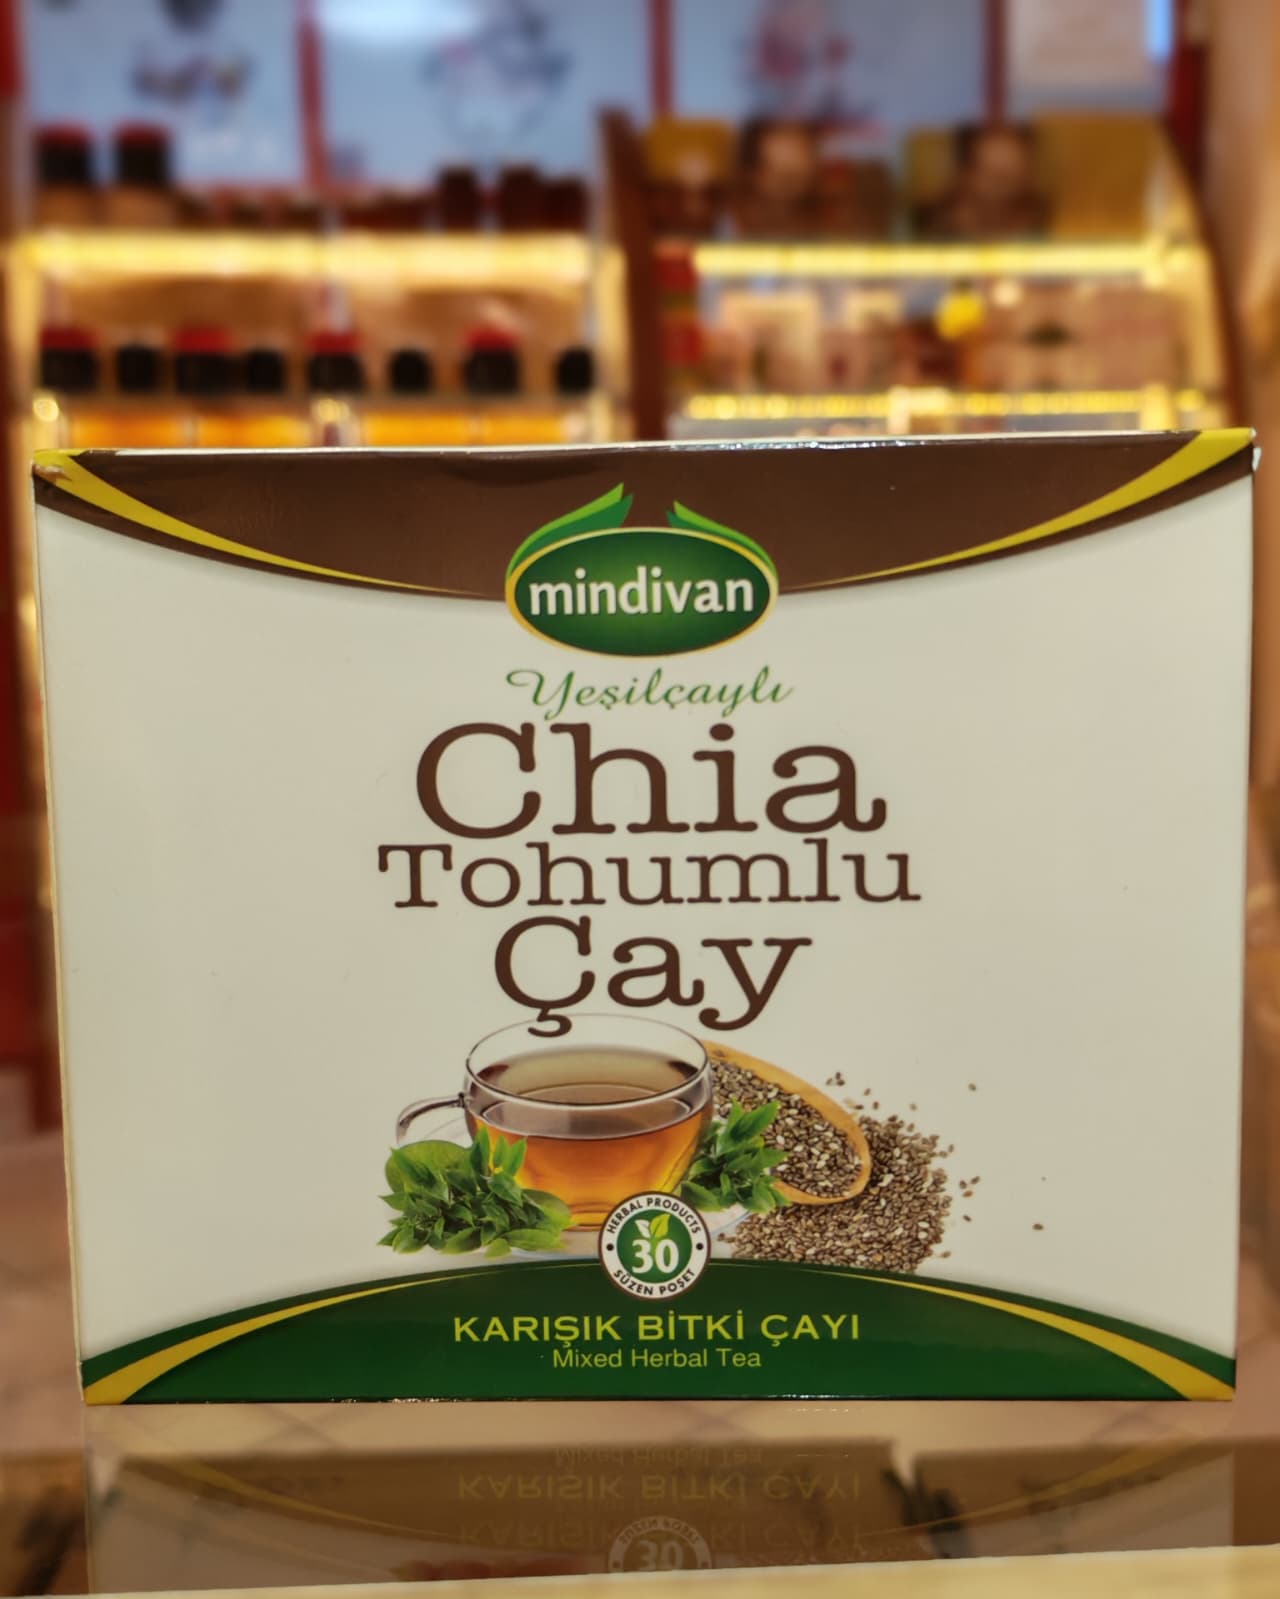 mindivan
Yeşilçaylı
Chia
Tohumlu
Çay
HERBAL PRODUCTS
30
SÜZEN POŞET
KARIŞIK BİTKİ ÇAYI
Mixed Herbal Tea